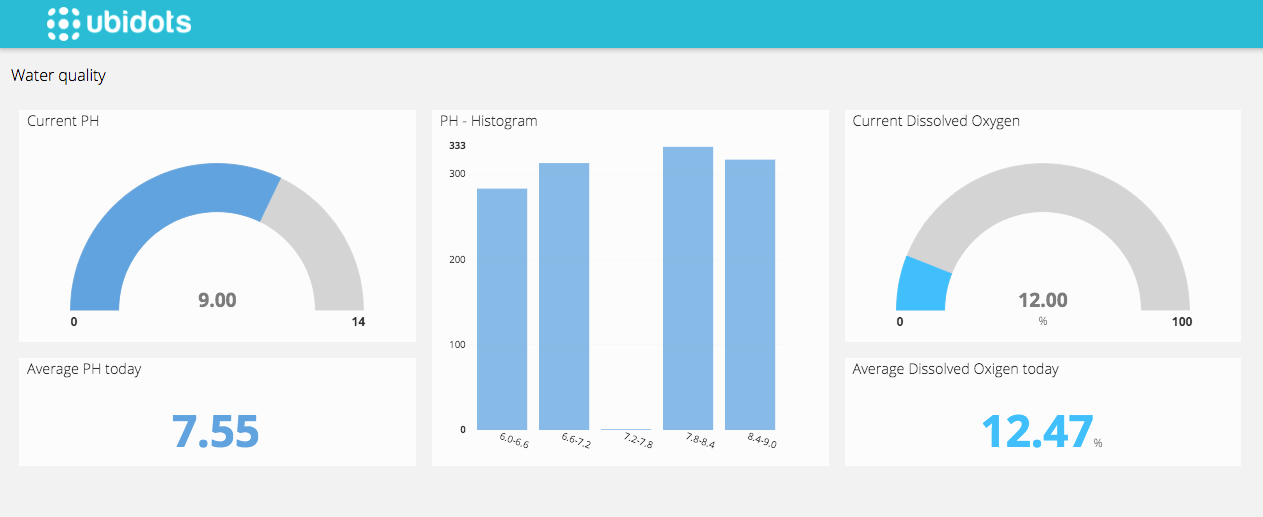 ubidots
Water quality
Current PH
9.00
0
14
Average PH today
7.55
PH - Histogram
333
300
200
100
0
6.0-6.6
6.6-7.2
7.2-7.8
7.8-8.4
8.4-9.0
Current Dissolved Oxygen
12.00
%
0
100
Average Dissolved Oxigen today
12.47 %